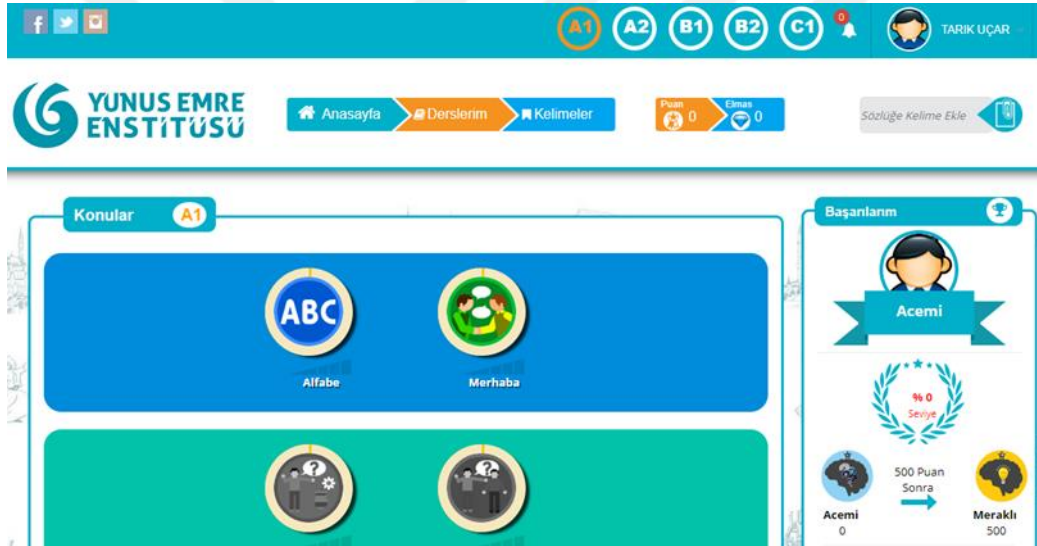 A1 A2 B1 B2 C1 0 TARIK UÇAR
YUNUS EMRE
ENSTİTÜSÜ
Anasayfa Derslerim Kelimeler
Puan 0 Elmas 0
Sözlüğe Kelime Ekle
Konular A1
ABC
Alfabe Merhaba
Başarılarım
Acemi
% 0
Seviye
500 Puan
Sonra
Acemi Meraklı
0 500